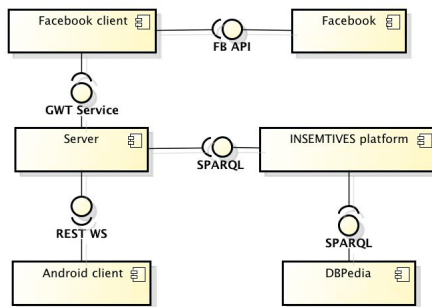 Facebook client
Facebook
FB API
GWT Service
Server
INSEMTIVES platform
SPARQL
REST WS
SPARQL
Android client
DBPedia